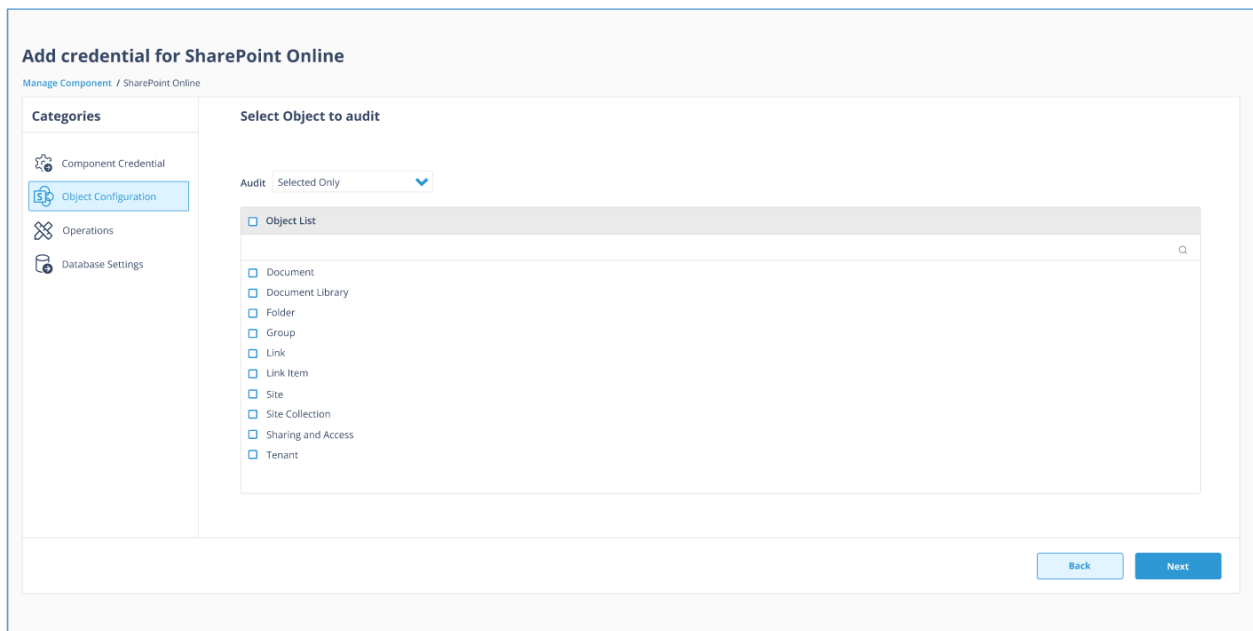 Add credential for SharePoint Online
Manage Component / SharePoint Online
Categories
Component Credential
Object Configuration
Operations
Database Settings
Select Object to audit
Audit Selected Only
Object List
Document
Document Library
Folder
Group
Link
Link Item
Site
Site Collection
Sharing and Access
Tenant
Back Next